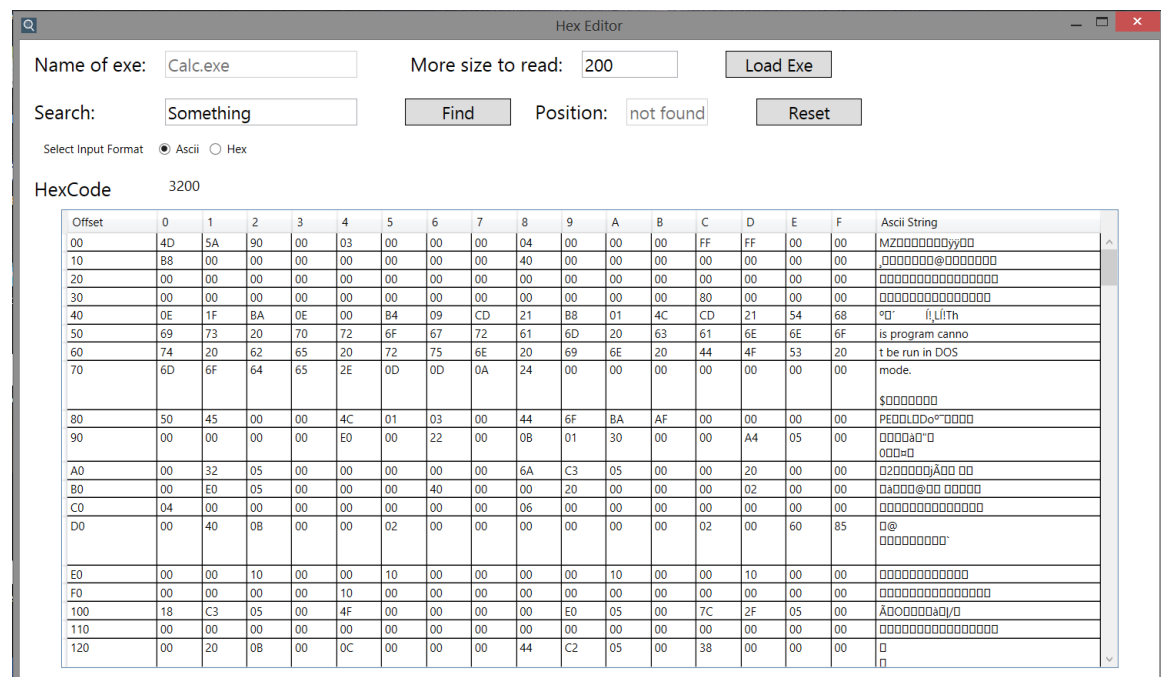 Hex Editor
Name of exe: Calc.exe More size to read: 200 Load Exe
Search: Something Find Position: not found Reset
Select Input Format Ascii Hex
HexCode 3200
Offset 0 1 2 3 4 5 6 7 8 9 A B C D E F Ascii String
00 4D 5A 90 00 03 00 00 00 04 00 00 00 FF FF 00 00 MZ▯▯▯▯▯▯▯ÿÿ▯▯
10 B8 00 00 00 00 00 00 00 40 00 00 00 00 00 00 00 ¸▯▯▯▯▯▯▯@▯▯▯▯▯▯▯
20 00 00 00 00 00 00 00 00 00 00 00 00 00 00 00 00 ▯▯▯▯▯▯▯▯▯▯▯▯▯▯▯▯
30 00 00 00 00 00 00 00 00 00 00 00 00 80 00 00 00 ▯▯▯▯▯▯▯▯▯▯▯▯▯▯▯
40 0E 1F BA 0E 00 B4 09 CD 21 B8 01 4C CD 21 54 68 º▯´ Í!¸LÍ!Th
50 69 73 20 70 72 6F 67 72 61 6D 20 63 61 6E 6E 6F is program canno
60 74 20 62 65 20 72 75 6E 20 69 6E 20 44 4F 53 20 t be run in DOS
70 6D 6F 64 65 2E 0D 0D 0A 24 00 00 00 00 00 00 00 mode.
$▯▯▯▯▯▯▯
80 50 45 00 00 4C 01 03 00 44 6F BA AF 00 00 00 00 PE▯▯L▯▯Doº¯▯▯▯▯
90 00 00 00 00 E0 00 22 00 0B 01 30 00 00 A4 05 00 ▯▯▯▯à▯"▯
0▯▯¤▯
A0 00 32 05 00 00 00 00 00 6A C3 05 00 00 20 00 00 ▯2▯▯▯▯▯jÃ▯▯ ▯▯
B0 00 E0 05 00 00 00 40 00 00 20 00 00 00 02 00 00 ▯à▯▯▯@▯▯ ▯▯▯▯▯
C0 04 00 00 00 00 00 00 00 06 00 00 00 00 00 00 00 ▯▯▯▯▯▯▯▯▯▯▯▯▯▯
D0 00 40 0B 00 00 02 00 00 00 00 00 00 02 00 60 85 ▯@
▯▯▯▯▯▯▯▯▯`
E0 00 00 10 00 00 10 00 00 00 00 10 00 00 10 00 00 ▯▯▯▯▯▯▯▯▯▯▯▯
F0 00 00 00 00 10 00 00 00 00 00 00 00 00 00 00 00 ▯▯▯▯▯▯▯▯▯▯▯▯▯▯▯
100 18 C3 05 00 4F 00 00 00 00 E0 05 00 7C 2F 05 00 Ã▯O▯▯▯▯à▯|/▯
110 00 00 00 00 00 00 00 00 00 00 00 00 00 00 00 00 ▯▯▯▯▯▯▯▯▯▯▯▯▯▯▯▯
120 00 20 0B 00 0C 00 00 00 44 C2 05 00 38 00 00 00 ▯
▯